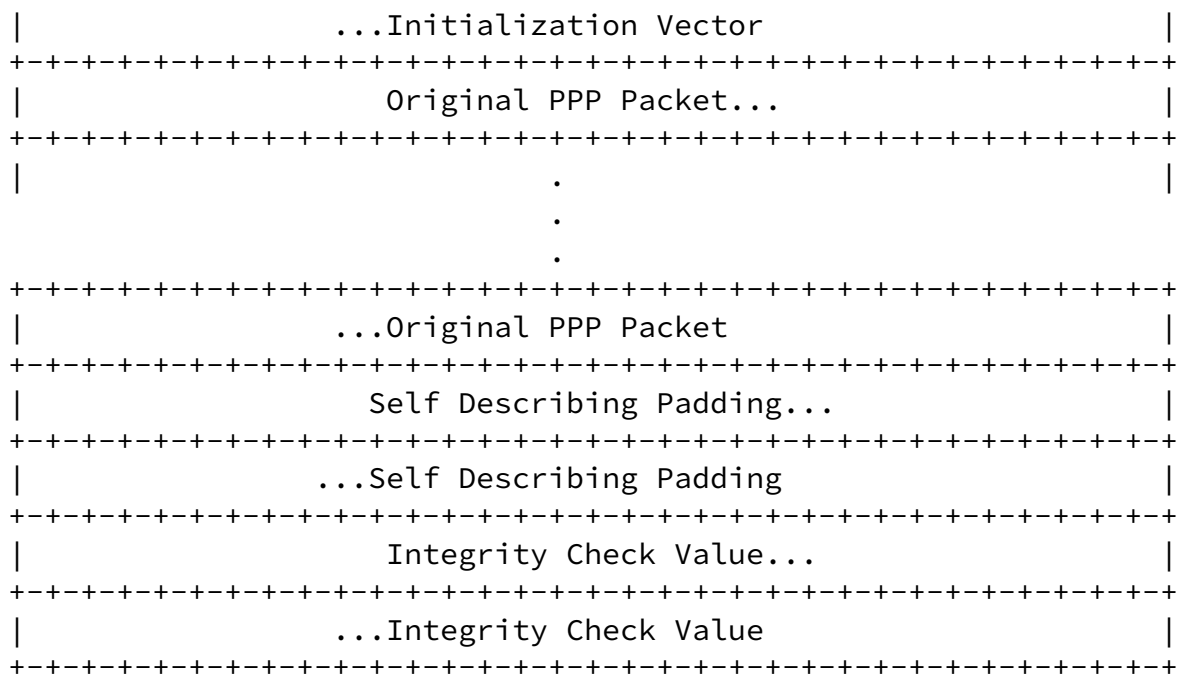 |                  ...Initialization Vector                       |
+-+-+-+-+-+-+-+-+-+-+-+-+-+-+-+-+-+-+-+-+-+-+-+-+-+-+-+-+-+-+-+-+
|                     Original PPP Packet...                      |
+-+-+-+-+-+-+-+-+-+-+-+-+-+-+-+-+-+-+-+-+-+-+-+-+-+-+-+-+-+-+-+-+
|                              .                                  |
                               .
                               .
+-+-+-+-+-+-+-+-+-+-+-+-+-+-+-+-+-+-+-+-+-+-+-+-+-+-+-+-+-+-+-+-+
|                  ...Original PPP Packet                         |
+-+-+-+-+-+-+-+-+-+-+-+-+-+-+-+-+-+-+-+-+-+-+-+-+-+-+-+-+-+-+-+-+
|                    Self Describing Padding...                   |
+-+-+-+-+-+-+-+-+-+-+-+-+-+-+-+-+-+-+-+-+-+-+-+-+-+-+-+-+-+-+-+-+
|                 ...Self Describing Padding                      |
+-+-+-+-+-+-+-+-+-+-+-+-+-+-+-+-+-+-+-+-+-+-+-+-+-+-+-+-+-+-+-+-+
|                     Integrity Check Value...                    |
+-+-+-+-+-+-+-+-+-+-+-+-+-+-+-+-+-+-+-+-+-+-+-+-+-+-+-+-+-+-+-+-+
|                  ...Integrity Check Value                       |
+-+-+-+-+-+-+-+-+-+-+-+-+-+-+-+-+-+-+-+-+-+-+-+-+-+-+-+-+-+-+-+-+